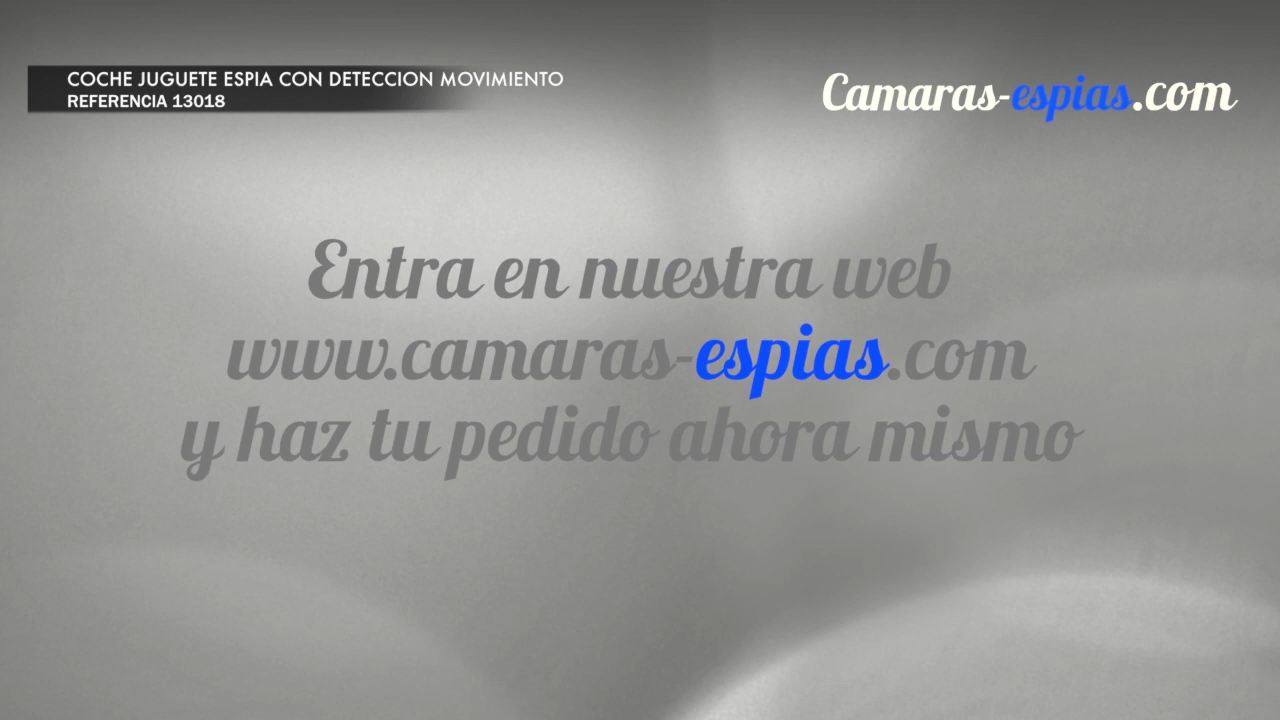 COCHE JUGUETE ESPIA CON DETECCION MOVIMIENTO
REFERENCIA 13018
Camaras-espias.com
Entra en nuestra web
www.camaras-espias.com
y haz tu pedido ahora mismo